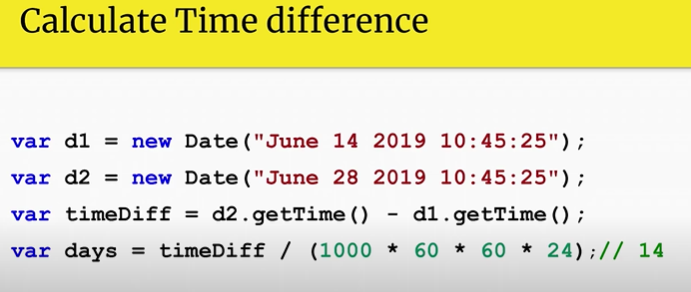 Calculate Time difference
var d1 = new Date("June 14 2019 10:45:25");
var d2 = new Date("June 28 2019 10:45:25");
var timeDiff = d2.getTime() - d1.getTime();
var days = timeDiff / (1000 * 60 * 60 * 24);// 14